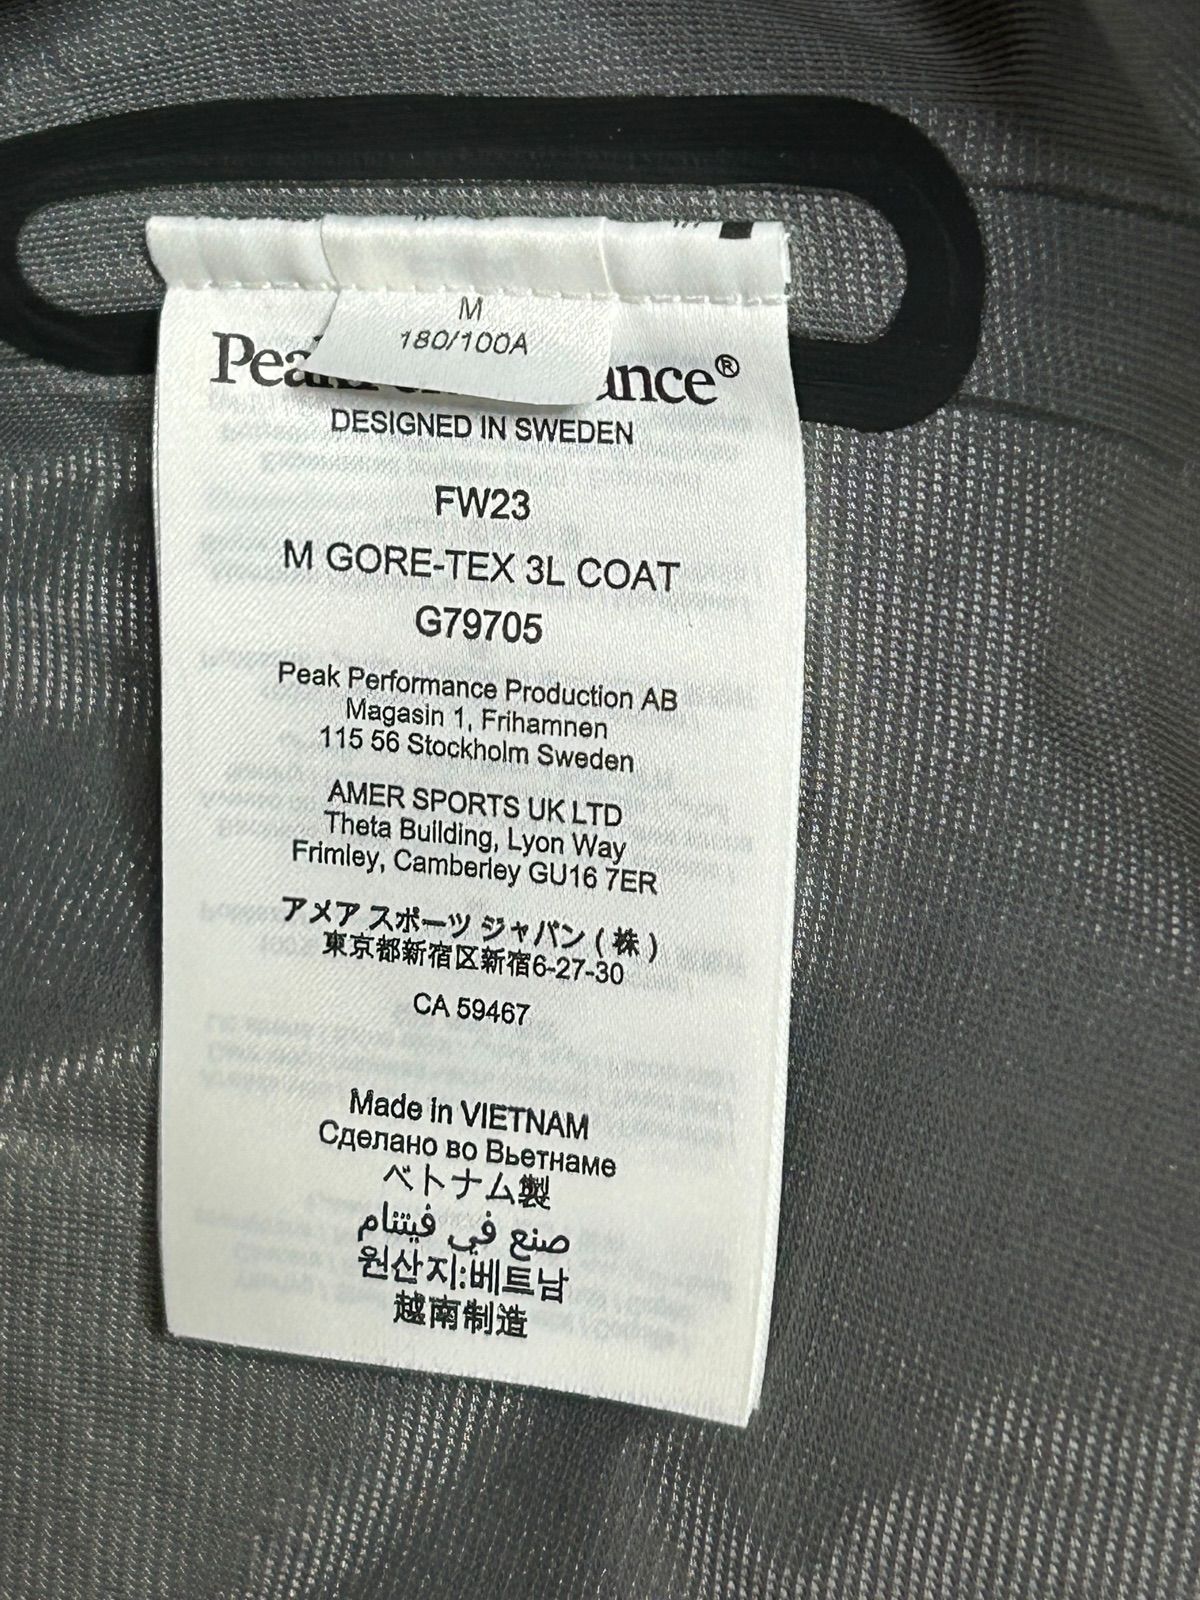 M
180/100A
DESIGNED IN SWEDEN
FW23
M GORE-TEX 3L COAT
G79705
Peak Performance Production AB
Magasin 1, Frihamnen
115 56 Stockholm Sweden
AMER SPORTS UK LTD
Theta Building, Lyon Way
Frimley, Camberley GU16 7ER
アメア スポーツ ジャパン ( 株 )
東京都新宿区新宿6-27-30
CA 59467
Made in VIETNAM
Сделано во Вьетнаме
ベトナム製
صنع في فيتنام
원산지:베트남
越南制造